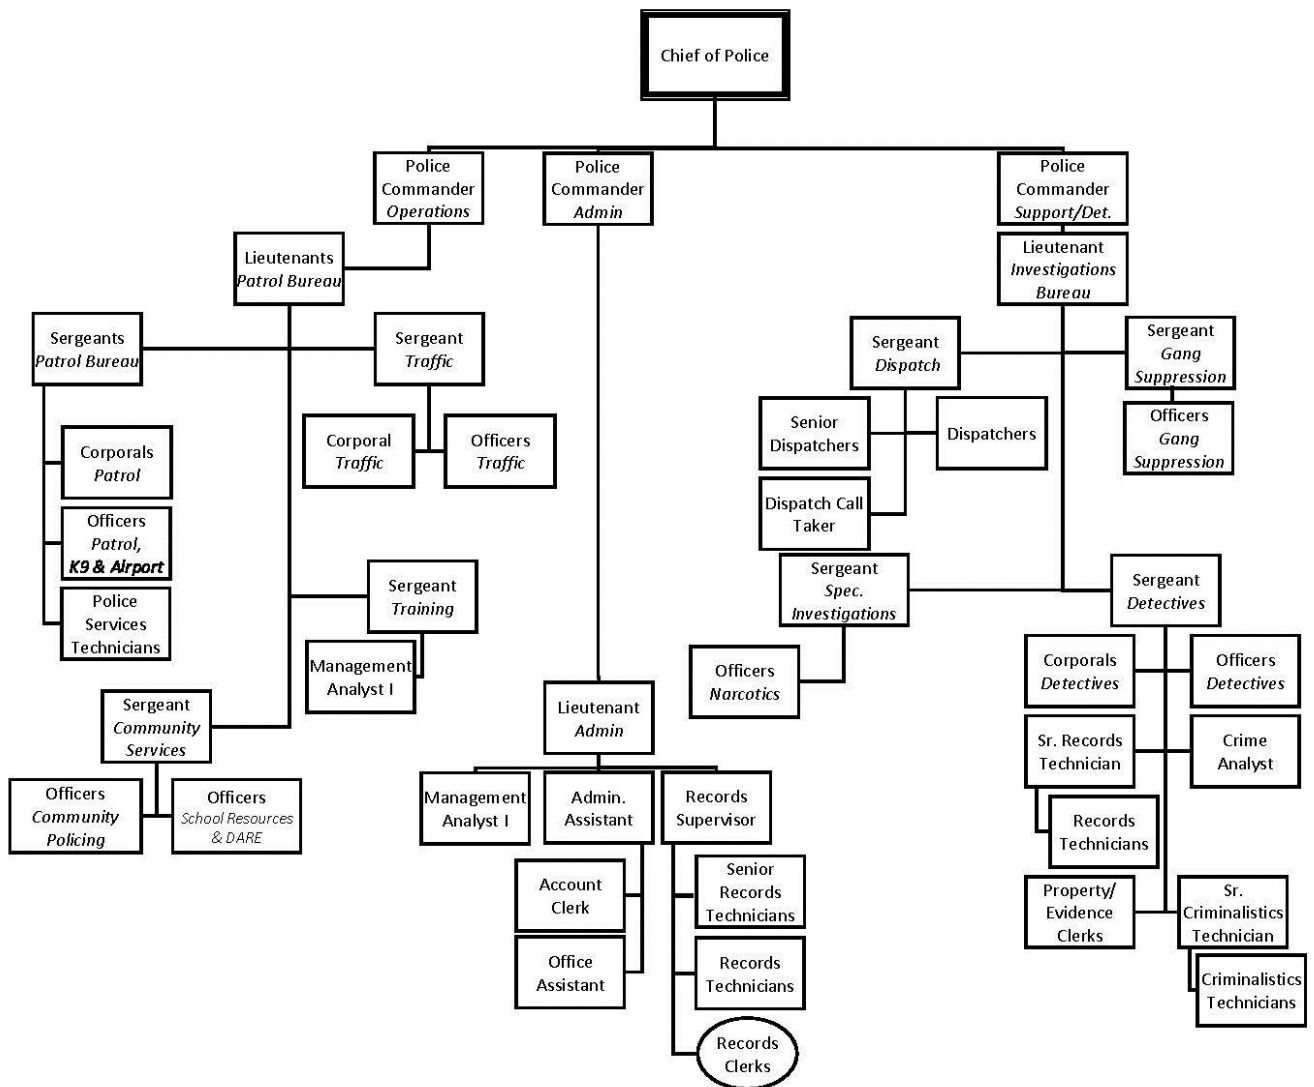 Chief of Police
Police
Commander
Operations
Police
Commander
Admin
Police
Commander
Support/Det.
Lieutenants
Patrol Bureau
Lieutenant
Investigations
Bureau
Sergeants
Patrol Bureau
Sergeant
Traffic
Sergeant
Dispatch
Sergeant
Gang
Suppression
Corporal
Traffic
Officers
Traffic
Senior
Dispatchers
Dispatchers
Officers
Gang
Suppression
Corporals
Patrol
Dispatch Call
Taker
Officers
Patrol,
K9 & Airport
Sergeant
Training
Sergeant
Spec.
Investigations
Sergeant
Detectives
Police
Services
Technicians
Management
Analyst I
Officers
Narcotics
Corporals
Detectives
Officers
Detectives
Sergeant
Community
Services
Lieutenant
Admin
Sr. Records
Technician
Crime
Analyst
Officers
Community
Policing
Officers
School Resources
& DARE
Management
Analyst I
Admin.
Assistant
Records
Supervisor
Records
Technicians
Account
Clerk
Senior
Records
Technicians
Property/
Evidence
Clerks
Sr.
Criminalistics
Technician
Office
Assistant
Records
Technicians
Criminalistics
Technicians
Records
Clerks